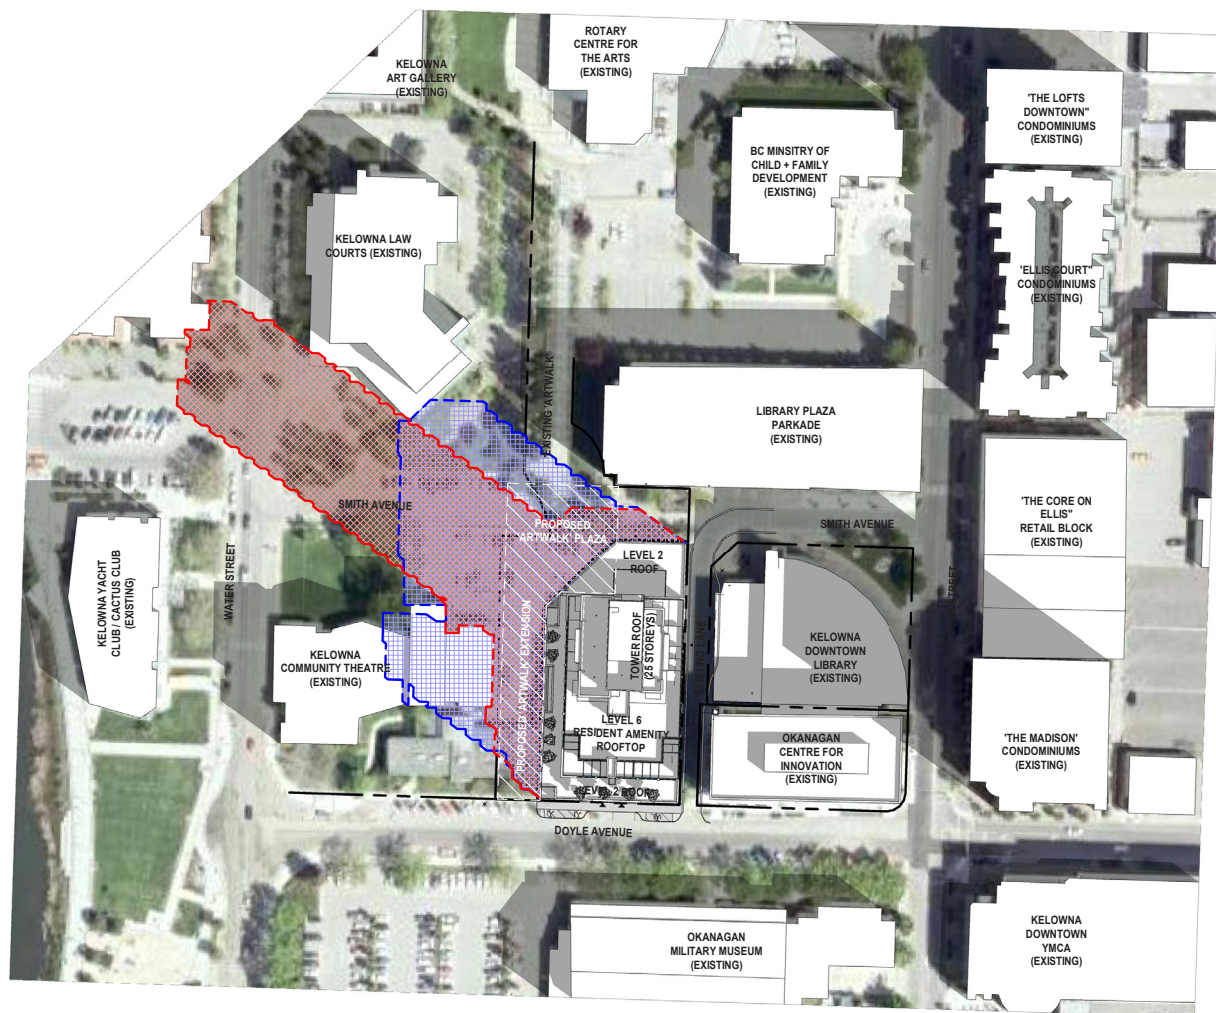 ROTARY
CENTRE FOR
THE ARTS
(EXISTING)
KELOWNA
ART GALLERY
(EXISTING)
'THE LOFTS
DOWNTOWN"
CONDOMINIUMS
(EXISTING)
BC MINSITRY OF
CHILD + FAMILY
DEVELOPMENT
(EXISTING)
KELOWNA LAW
COURTS (EXISTING)
'ELLIS COURT"
CONDOMINIUMS
(EXISTING)
EXISTING 'ARTWALK'
LIBRARY PLAZA
PARKADE
(EXISTING)
SMITH AVENUE
PROPOSED
'ARTWALK' PLAZA
SMITH AVENUE
'THE CORE ON
ELLIS"
RETAIL BLOCK
(EXISTING)
LEVEL 2
ROOF
WATER STREET
STREET
KELOWNA YACHT
CLUB / CACTUS CLUB
(EXISTING)
KELOWNA
COMMUNITY THEATRE
(EXISTING)
PROPOSED 'ARTWALK' EXTENSION
TOWER ROOF
(25 STOREYS)
LANE
KELOWNA
DOWNTOWN
LIBRARY
(EXISTING)
LEVEL 6
RESIDENT AMENITY
ROOFTOP
OKANAGAN
CENTRE FOR
INNOVATION
(EXISTING)
'THE MADISON'
CONDOMINIUMS
(EXISTING)
LEVEL 2 ROOF
DOYLE AVENUE
OKANAGAN
MILITARY MUSEUM
(EXISTING)
KELOWNA
DOWNTOWN
YMCA
(EXISTING)